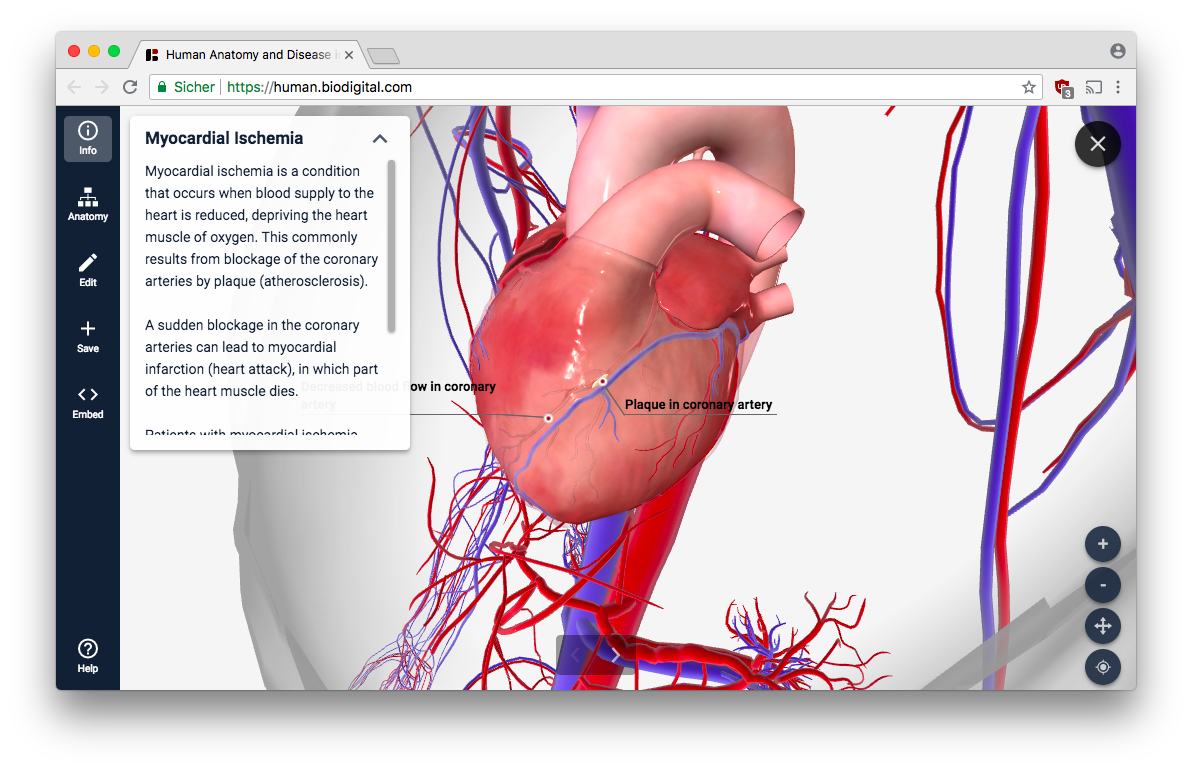 Human Anatomy and Disease i
Sicher
https://human.biodigital.com
3
Info
Anatomy
Edit
Save
Embed
Help
Myocardial Ischemia
Myocardial ischemia is a condition
that occurs when blood supply to the
heart is reduced, depriving the heart
muscle of oxygen. This commonly
results from blockage of the coronary
arteries by plaque (atherosclerosis).
A sudden blockage in the coronary
arteries can lead to myocardial
infarction (heart attack), in which part
of the heart muscle dies.
Patients with myocardial ischemia
Decreased blood flow in coronary
artery
Plaque in coronary artery
+
-